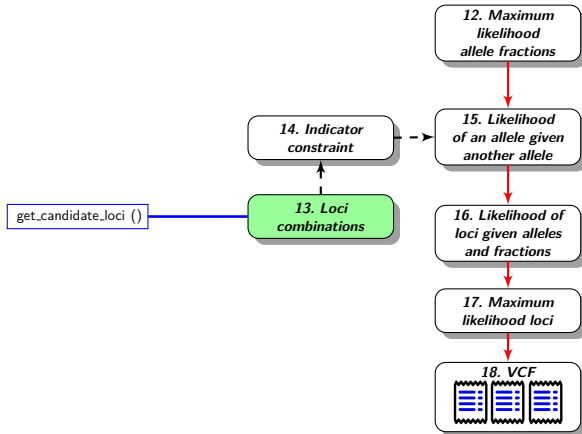 12. Maximum
likelihood
allele fractions
14. Indicator
constraint
15. Likelihood
of an allele given
another allele
get_candidate_loci ()
13. Loci
combinations
16. Likelihood of
loci given alleles
and fractions
17. Maximum
likelihood loci
18. VCF